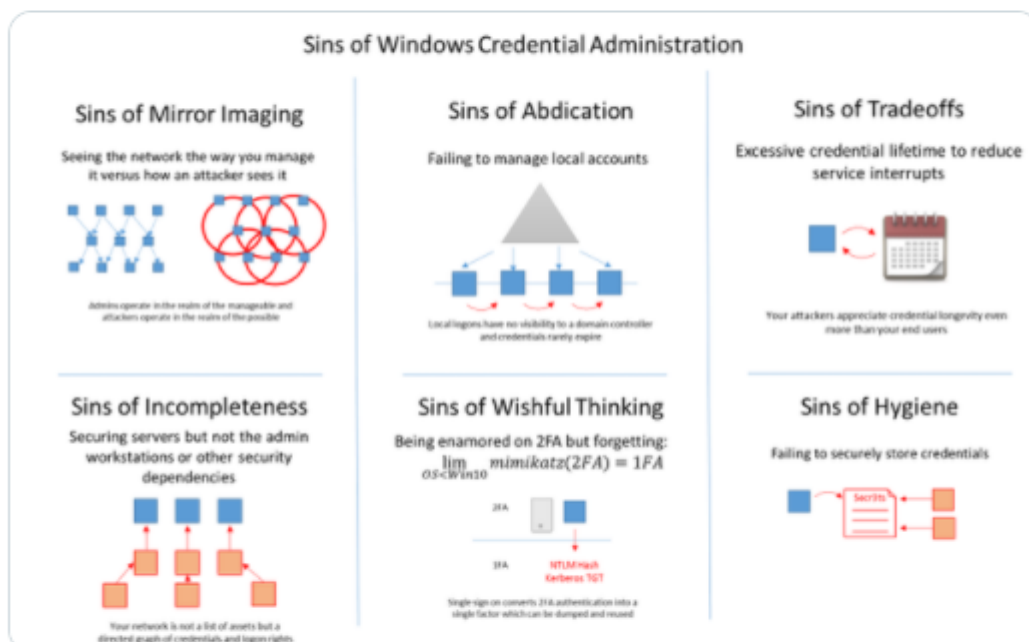 Sins of Windows Credential Administration
Sins of Mirror Imaging
Seeing the network the way you manage
it versus how an attacker sees it
Admins operate in the realm of the manageable and
attackers operate in the realm of the possible
Sins of Abdication
Failing to manage local accounts
Local logons have no visibility to a domain controller
and credentials rarely expire
Sins of Tradeoffs
Excessive credential lifetime to reduce
service interrupts
Your attackers appreciate credential longevity even
more than your end users
Sins of Incompleteness
Securing servers but not the admin
workstations or other security
dependencies
Your network is not a list of assets but a
directed graph of credentials and logon rights
Sins of Wishful Thinking
Being enamored on 2FA but forgetting:
lim mimikatz(2FA) = 1FA
OS<Win10
2FA
1FA
NTLM Hash
Kerberos TGT
Single sign on converts 2FA authentication into a
single factor which can be dumped and reused
Sins of Hygiene
Failing to securely store credentials
Secrets